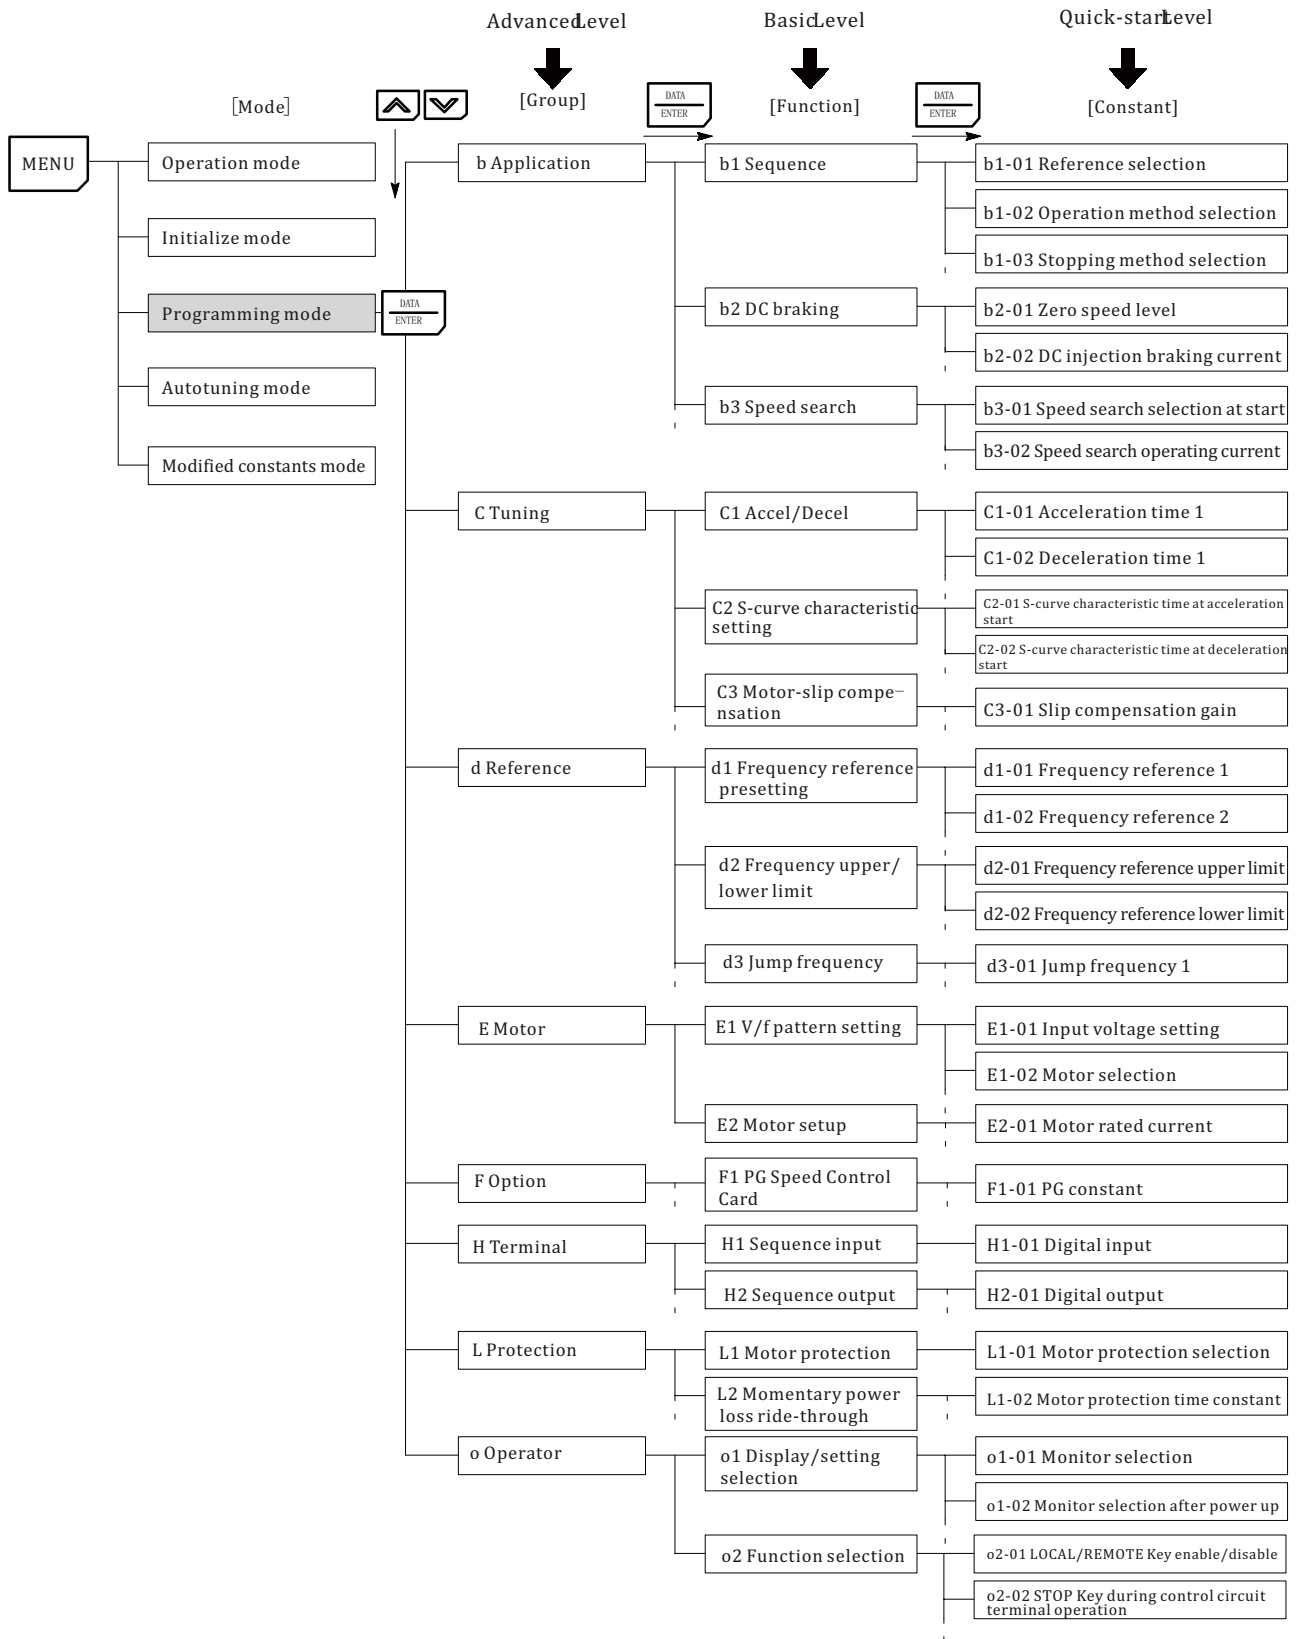 Advanced Level
Basic Level
Quick-start Level
[Mode]
[Group]
DATA
ENTER
[Function]
DATA
ENTER
[Constant]
MENU
Operation mode
Initialize mode
Programming mode
DATA
ENTER
Autotuning mode
Modified constants mode
b Application
b1 Sequence
b1-01 Reference selection
b1-02 Operation method selection
b1-03 Stopping method selection
b2 DC braking
b2-01 Zero speed level
b2-02 DC injection braking current
b3 Speed search
b3-01 Speed search selection at start
b3-02 Speed search operating current
C Tuning
C1 Accel/Decel
C1-01 Acceleration time 1
C1-02 Deceleration time 1
C2 S-curve characteristic
setting
C2-01 S-curve characteristic time at acceleration
start
C2-02 S-curve characteristic time at deceleration
start
C3 Motor-slip compe-
nsation
C3-01 Slip compensation gain
d Reference
d1 Frequency reference
presetting
d1-01 Frequency reference 1
d1-02 Frequency reference 2
d2 Frequency upper/
lower limit
d2-01 Frequency reference upper limit
d2-02 Frequency reference lower limit
d3 Jump frequency
d3-01 Jump frequency 1
E Motor
E1 V/f pattern setting
E1-01 Input voltage setting
E1-02 Motor selection
E2 Motor setup
E2-01 Motor rated current
F Option
F1 PG Speed Control
Card
F1-01 PG constant
H Terminal
H1 Sequence input
H1-01 Digital input
H2 Sequence output
H2-01 Digital output
L Protection
L1 Motor protection
L1-01 Motor protection selection
L2 Momentary power
loss ride-through
L1-02 Motor protection time constant
o Operator
o1 Display/setting
selection
o1-01 Monitor selection
o1-02 Monitor selection after power up
o2 Function selection
o2-01 LOCAL/REMOTE Key enable/disable
o2-02 STOP Key during control circuit
terminal operation